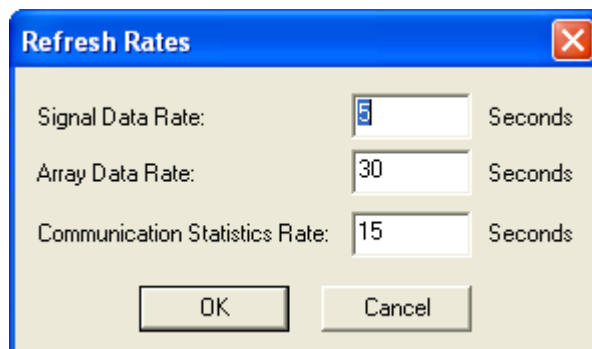 Refresh Rates
Signal Data Rate: 5 Seconds
Array Data Rate: 30 Seconds
Communication Statistics Rate: 15 Seconds
OK Cancel